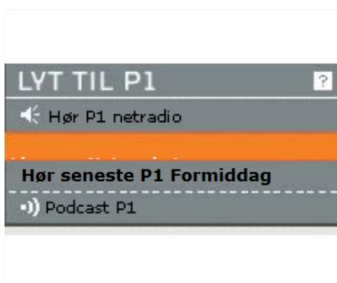 LYT TIL P1 ?
Hør P1 netradio
Hør seneste P1 Formiddag
Podcast P1